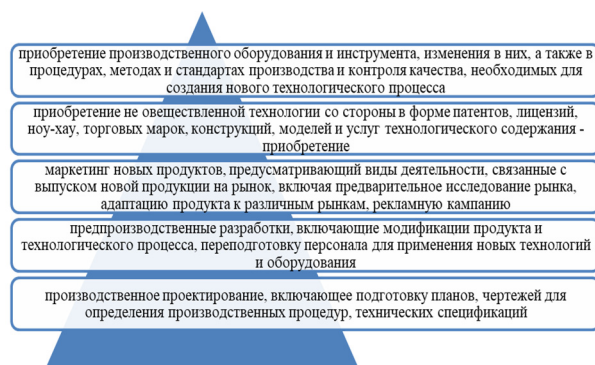 приобретение производственного оборудования и инструмента, изменения в них, а также в
процедурах, методах и стандартах производства и контроля качества, необходимых для
создания нового технологического процесса
приобретение не овеществленной технологии со стороны в форме патентов, лицензий,
ноу-хау, торговых марок, конструкций, моделей и услуг технологического содержания -
приобретение
маркетинг новых продуктов, предусматривающий виды деятельности, связанные с
выпуском новой продукции на рынок, включая предварительное исследование рынка,
адаптацию продукта к различным рынкам, рекламную кампанию
предпроизводственные разработки, включающие модификации продукта и
технологического процесса, переподготовку персонала для применения новых технологий
и оборудования
производственное проектирование, включающее подготовку планов, чертежей для
определения производственных процедур, технических спецификаций